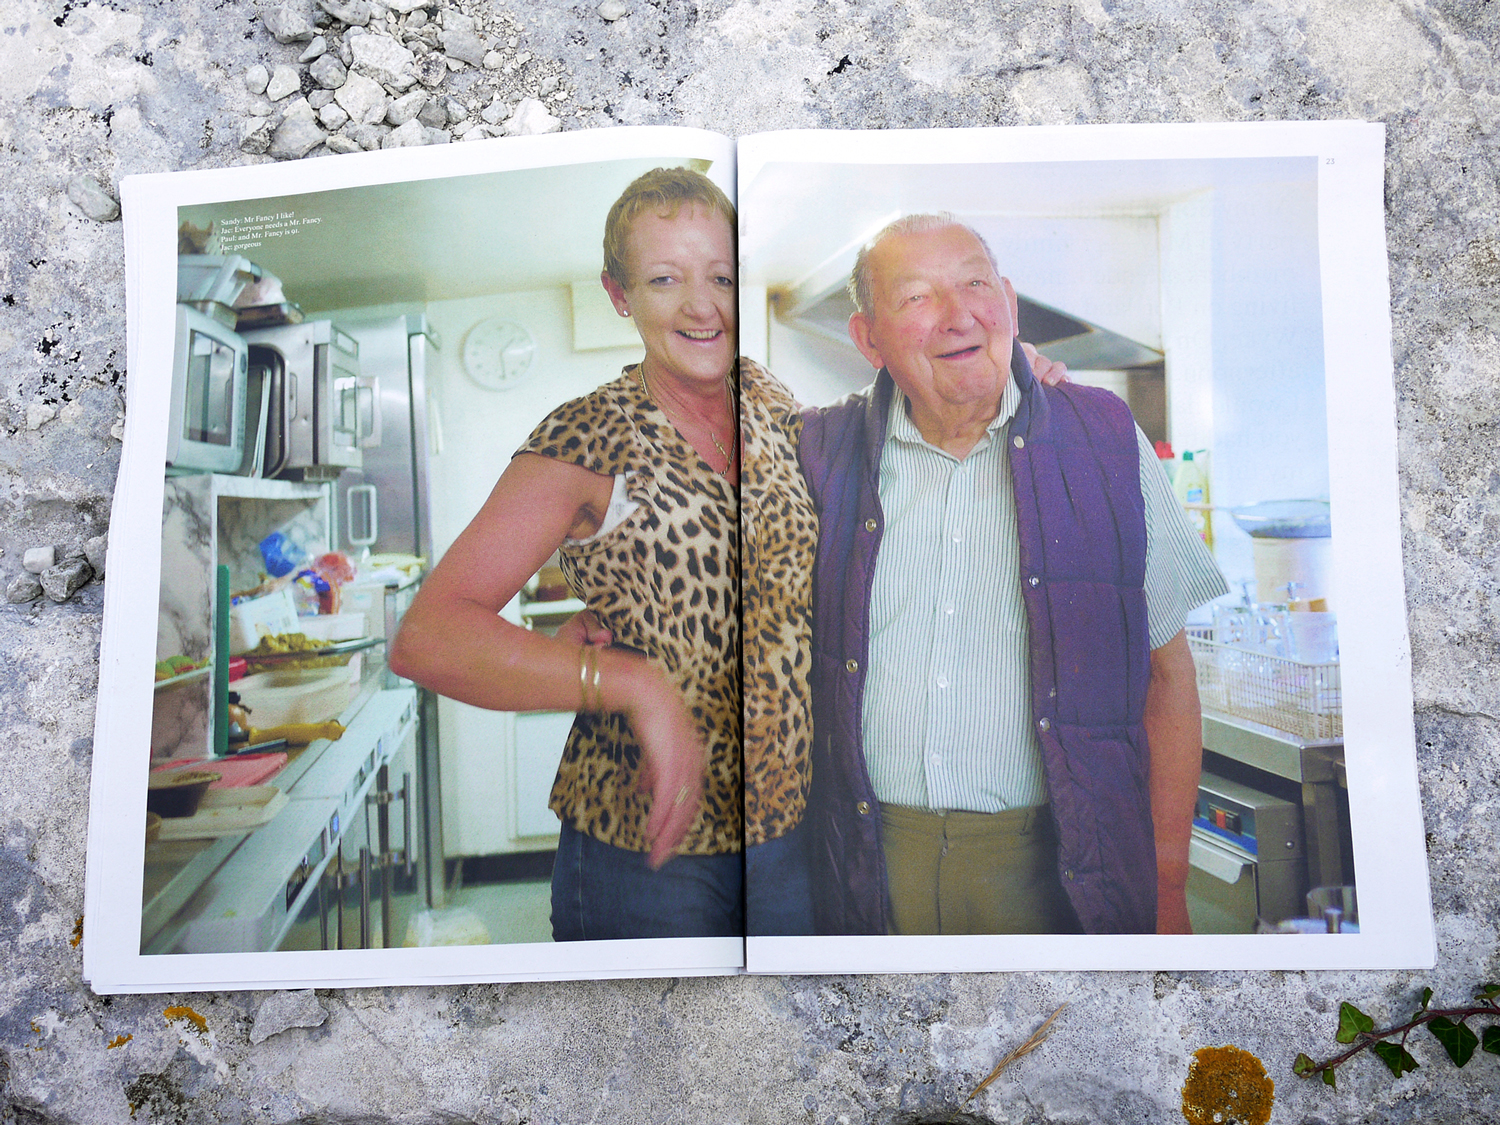 Sandy: Mr Fancy I like!
Jac: Everyone needs a Mr. Fancy.
Paul: and Mr. Fancy is 91.
Jac: gorgeous
23